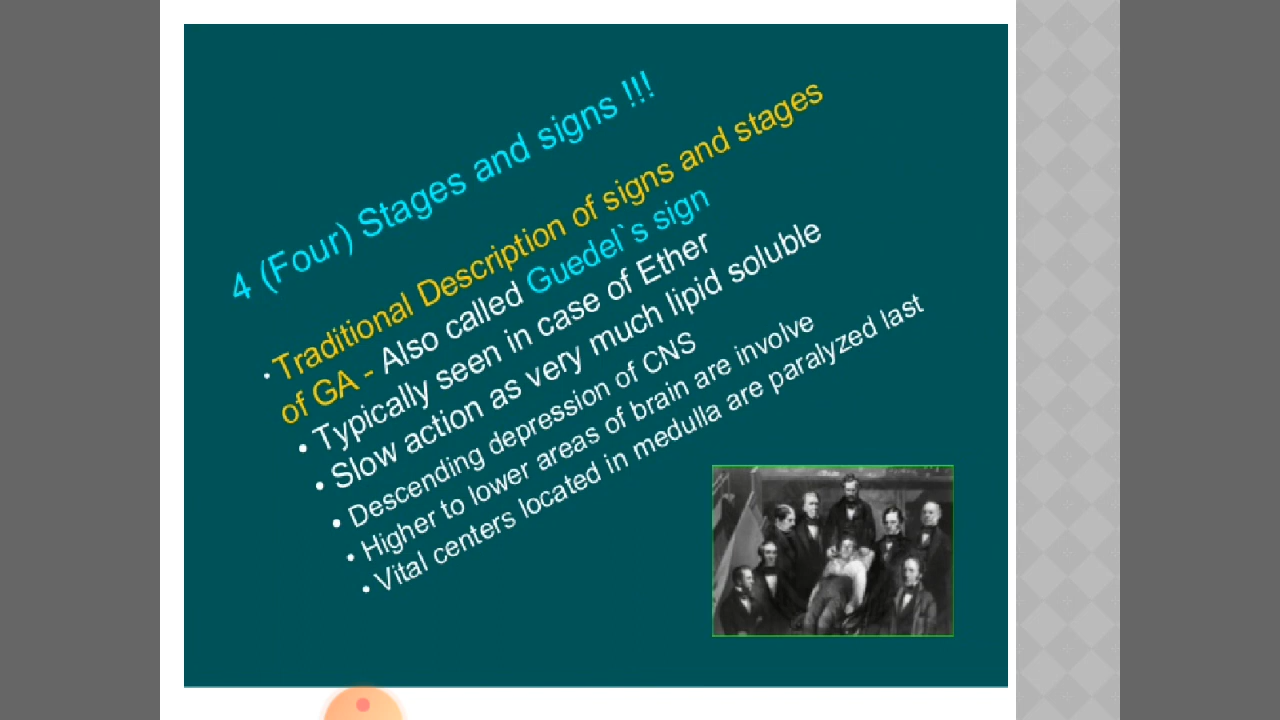 4 (Four) Stages and signs !!!
•Traditional Description of signs and stages
of GA - Also called Guedel`s sign
• Typically seen in case of Ether
• Slow action as very much lipid soluble
• Descending depression of CNS
• Higher to lower areas of brain are involve
• Vital centers located in medulla are paralyzed last